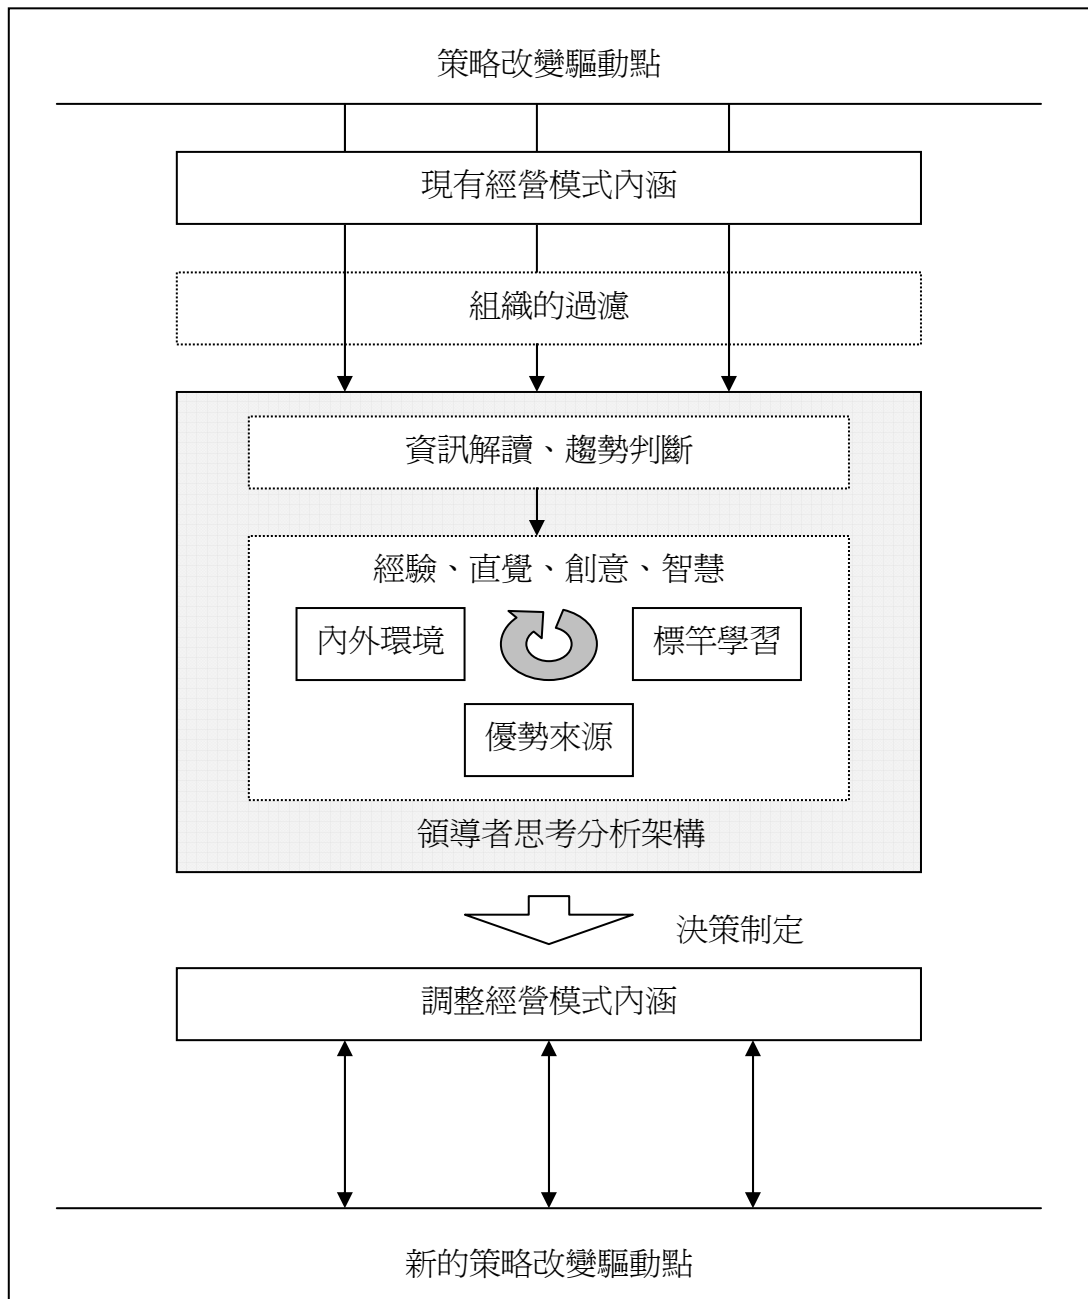 策略改變驅動點
現有經營模式內涵
組織的過濾
資訊解讀、趨勢判斷
經驗、直覺、創意、智慧
內外環境
標竿學習
優勢來源
領導者思考分析架構
決策制定
調整經營模式內涵
新的策略改變驅動點